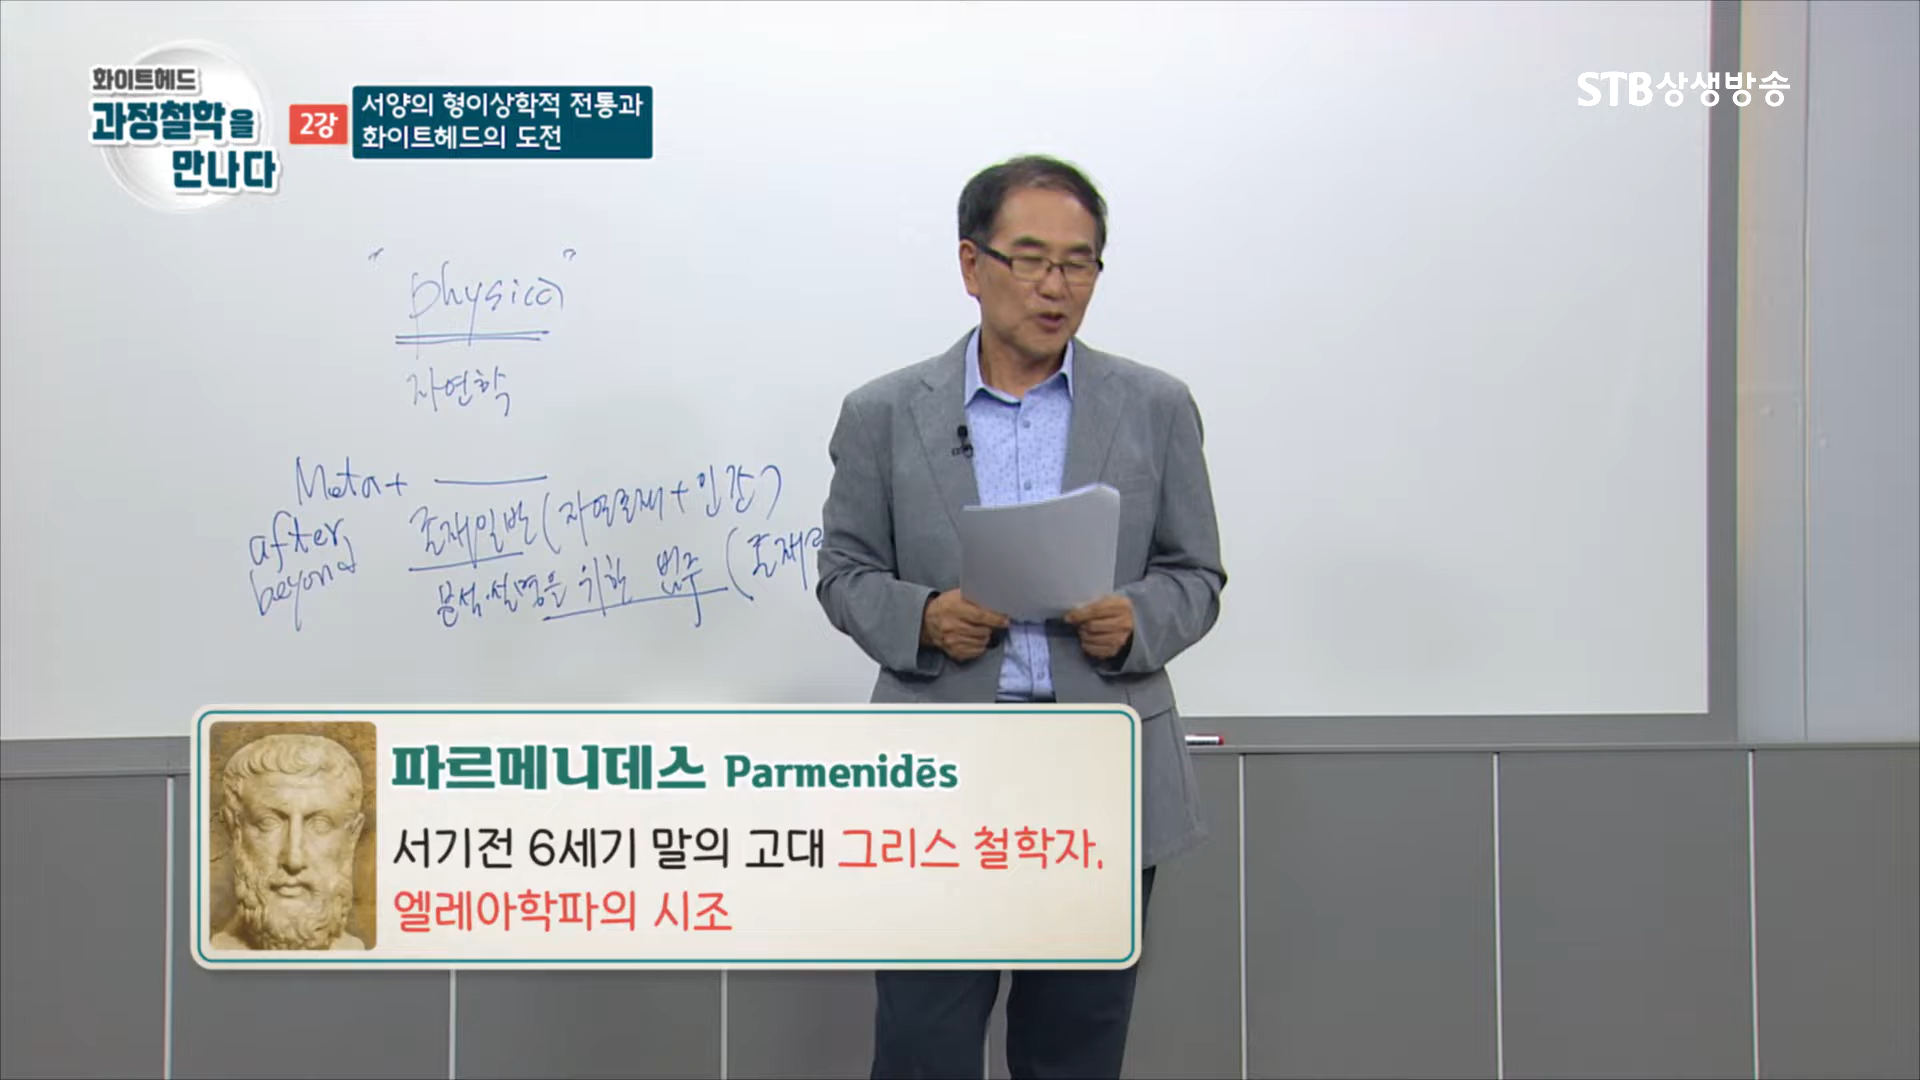 화이트헤드
과정철학을
만나다
2강
서양의 형이상학적 전통과
화이트헤드의 도전
STB상생방송
"physica"
자연학
Meta+
after,
beyond
존재일반(자연존재+인간)
분석·설명을 위한 범주 (존재
파르메니데스 Parmenidēs
서기전 6세기 말의 고대 그리스 철학자,
엘레아학파의 시조